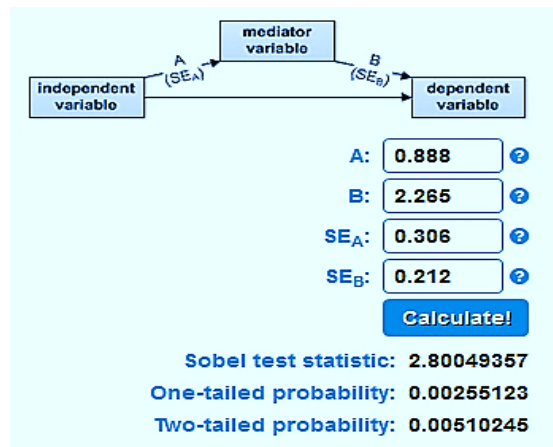 mediator
variable
A
(SEA)
B
(SEB)
independent
variable
dependent
variable
A: 0.888 ?
B: 2.265 ?
SEA: 0.306 ?
SEB: 0.212 ?
Calculate!
Sobel test statistic: 2.80049357
One-tailed probability: 0.00255123
Two-tailed probability: 0.00510245